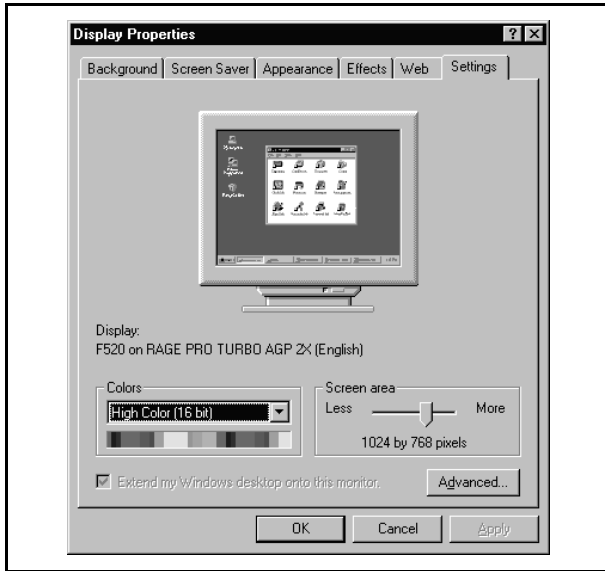 Display Properties
Background Screen Saver Appearance Effects Web Settings
Display:
F520 on RAGE PRO TURBO AGP 2X (English)
Colors
High Color (16 bit)
Screen area
Less More
1024 by 768 pixels
Extend my Windows desktop onto this monitor.
Advanced...
OK Cancel Apply